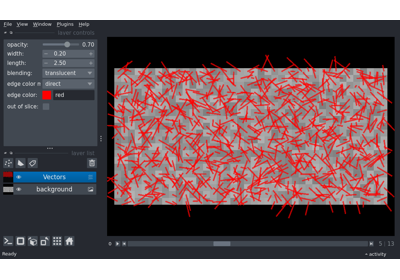 File View Window Plugins Help
layer controls
opacity: 0.70
width: 0.20
length: 2.50
blending: translucent
edge color m direct
edge color: red
out of slice:
layer list
Vectors
background
0 5 13
Ready activity